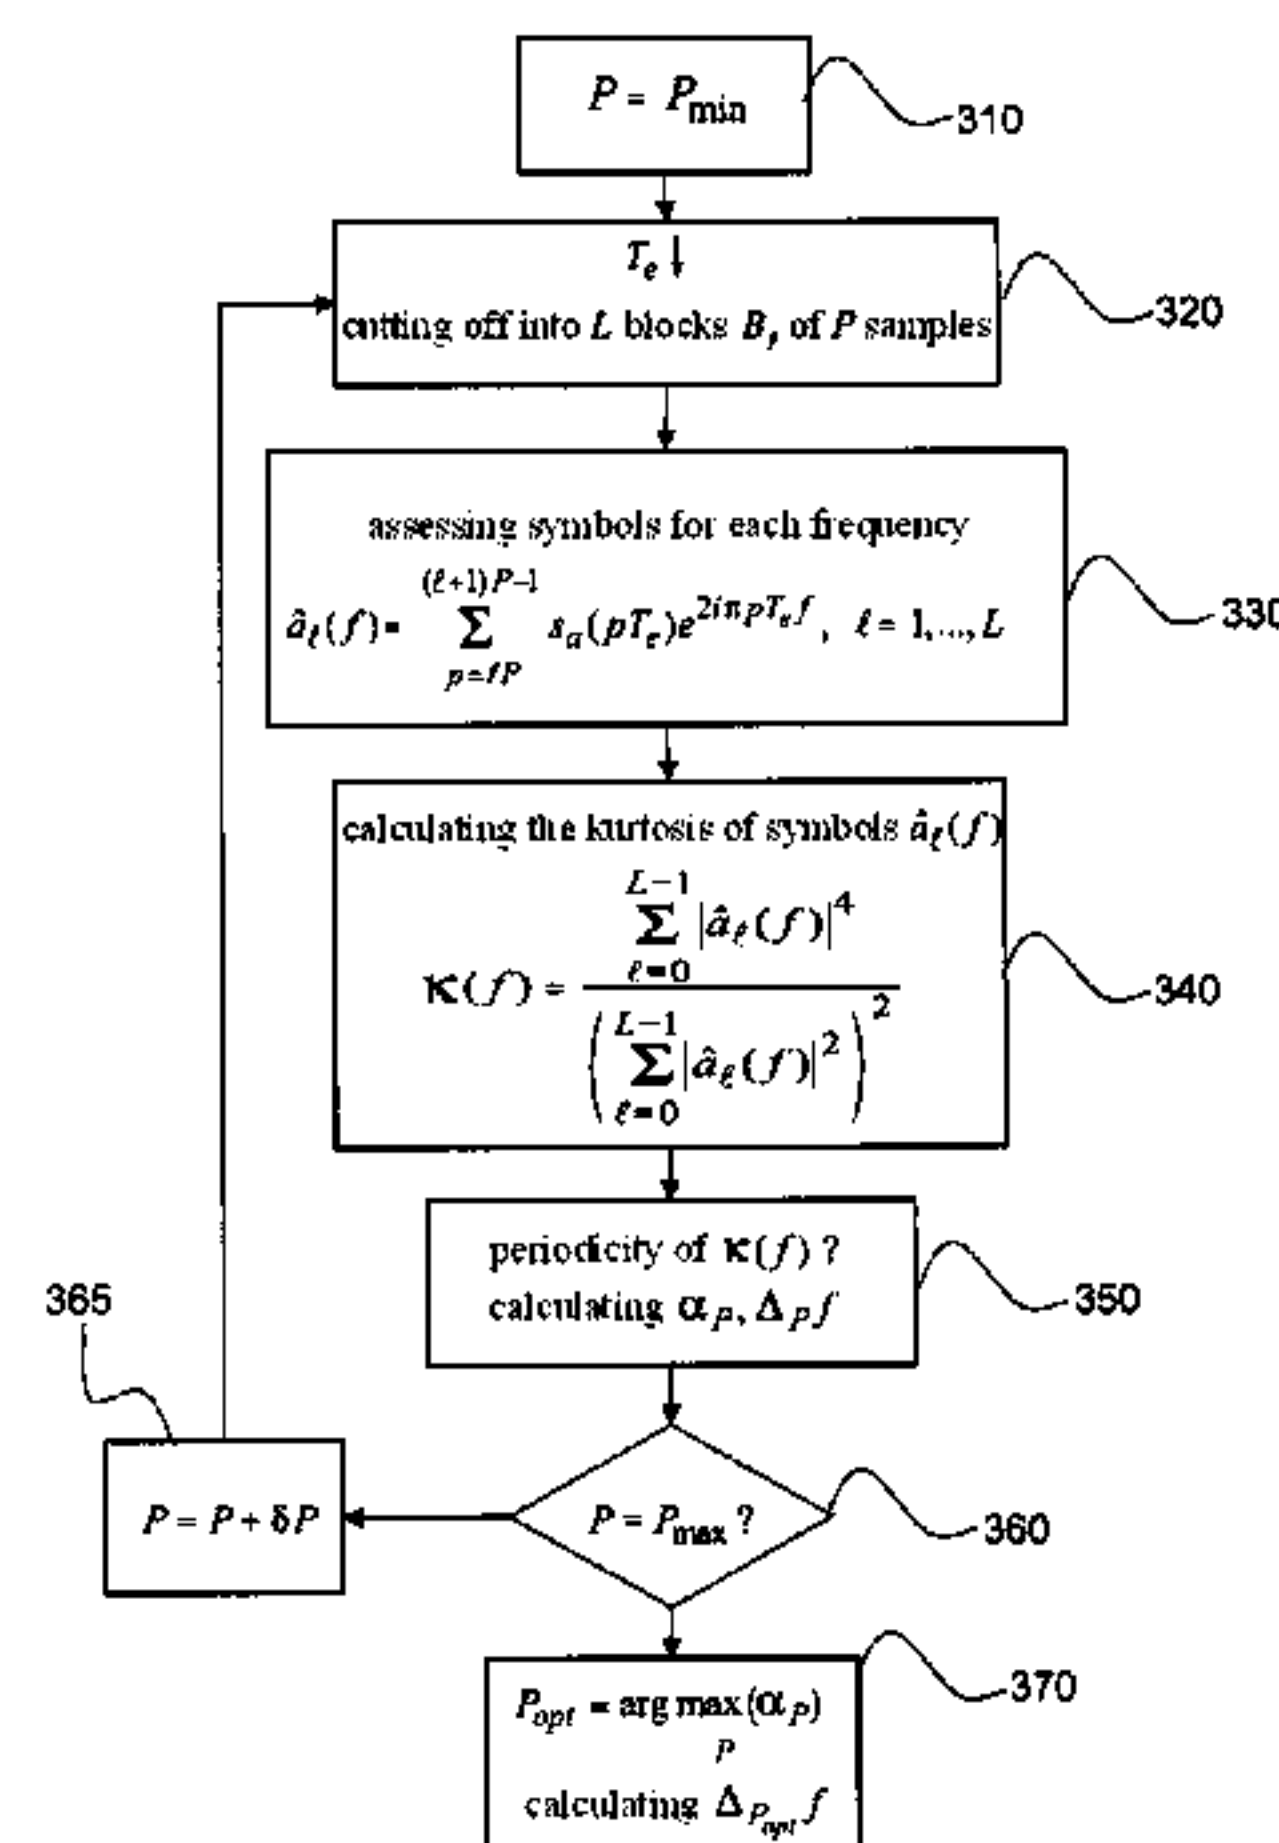 P = P_min
310
T_e ↓
cutting off into L blocks B_ℓ of P samples
320
assessing symbols for each frequency
â_ℓ(f) = ∑_{p=ℓP}^{(ℓ+1)P-1} s_a(pT_e)e^{2iπpT_e f}, ℓ = 1,...,L
330
calculating the kurtosis of symbols â_ℓ(f)
κ(f) = ∑_{ℓ=0}^{L-1} |â_ℓ(f)|^4 / (∑_{ℓ=0}^{L-1} |â_ℓ(f)|^2)^2
340
periodicity of κ(f) ?
calculating α_P, Δ_P f
350
365
P = P + δP
P = P_max ?
360
P_opt = arg max_P (α_P)
calculating Δ_{P_opt} f
370